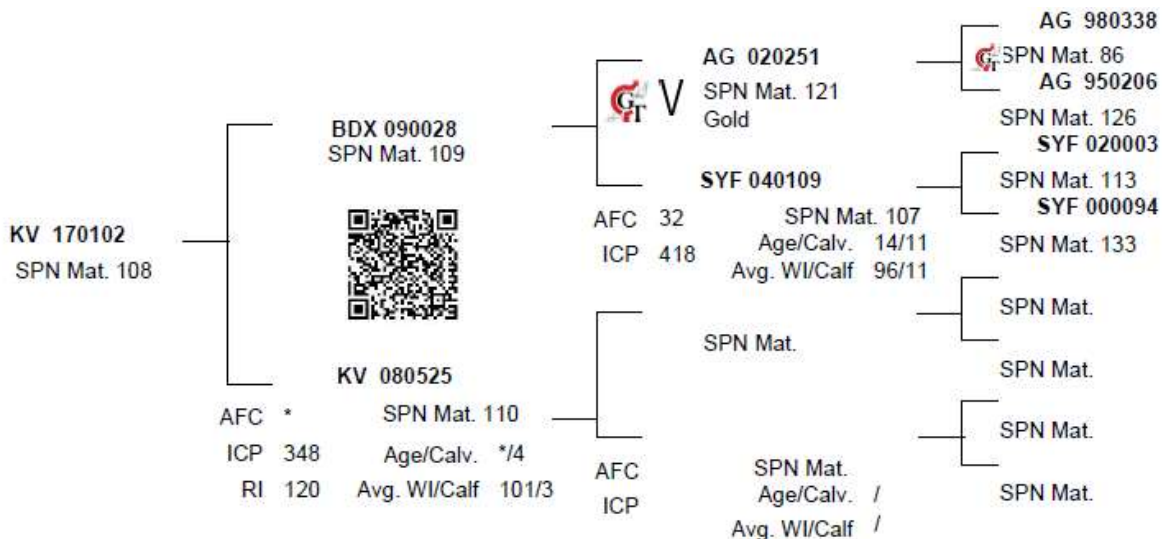 AG 980338
SPN Mat. 86
AG 950206
SPN Mat. 126
AG 020251
V
SPN Mat. 121
Gold
BDX 090028
SPN Mat. 109
SYF 020003
SPN Mat. 113
SYF 000094
SPN Mat. 133
SYF 040109
AFC 32 SPN Mat. 107
ICP 418 Age/Calv. 14/11
Avg. WI/Calf 96/11
KV 170102
SPN Mat. 108
SPN Mat.
SPN Mat.
SPN Mat.
KV 080525
AFC * SPN Mat. 110
ICP 348 Age/Calv. */4
RI 120 Avg. WI/Calf 101/3
SPN Mat.
SPN Mat.
AFC SPN Mat.
ICP Age/Calv. /
Avg. WI/Calf /